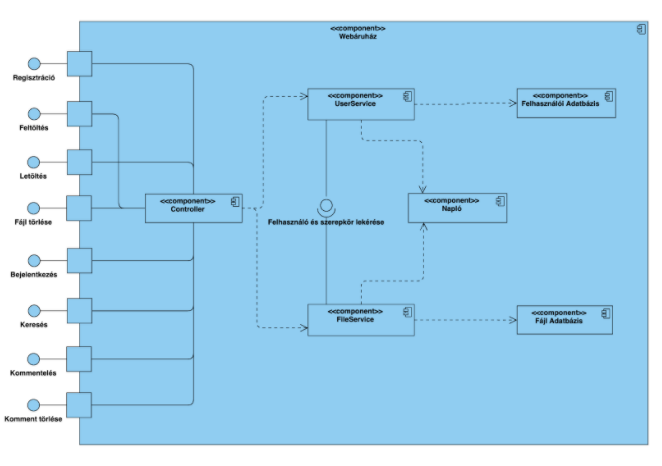 <<component>>
Webáruház
Regisztráció
Feltöltés
Letöltés
Fájl törlése
Bejelentkezés
Keresés
Kommentelés
Komment törlése
<<component>>
Controller
<<component>>
UserService
<<component>>
Felhasználói Adatbázis
Felhasználó és szerepkör lekérése
<<component>>
Napló
<<component>>
FileService
<<component>>
Fájl Adatbázis